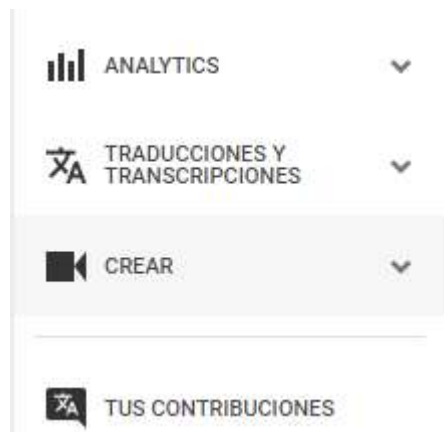 ANALYTICS
TRADUCCIONES Y
TRANSCRIPCIONES
CREAR
TUS CONTRIBUCIONES